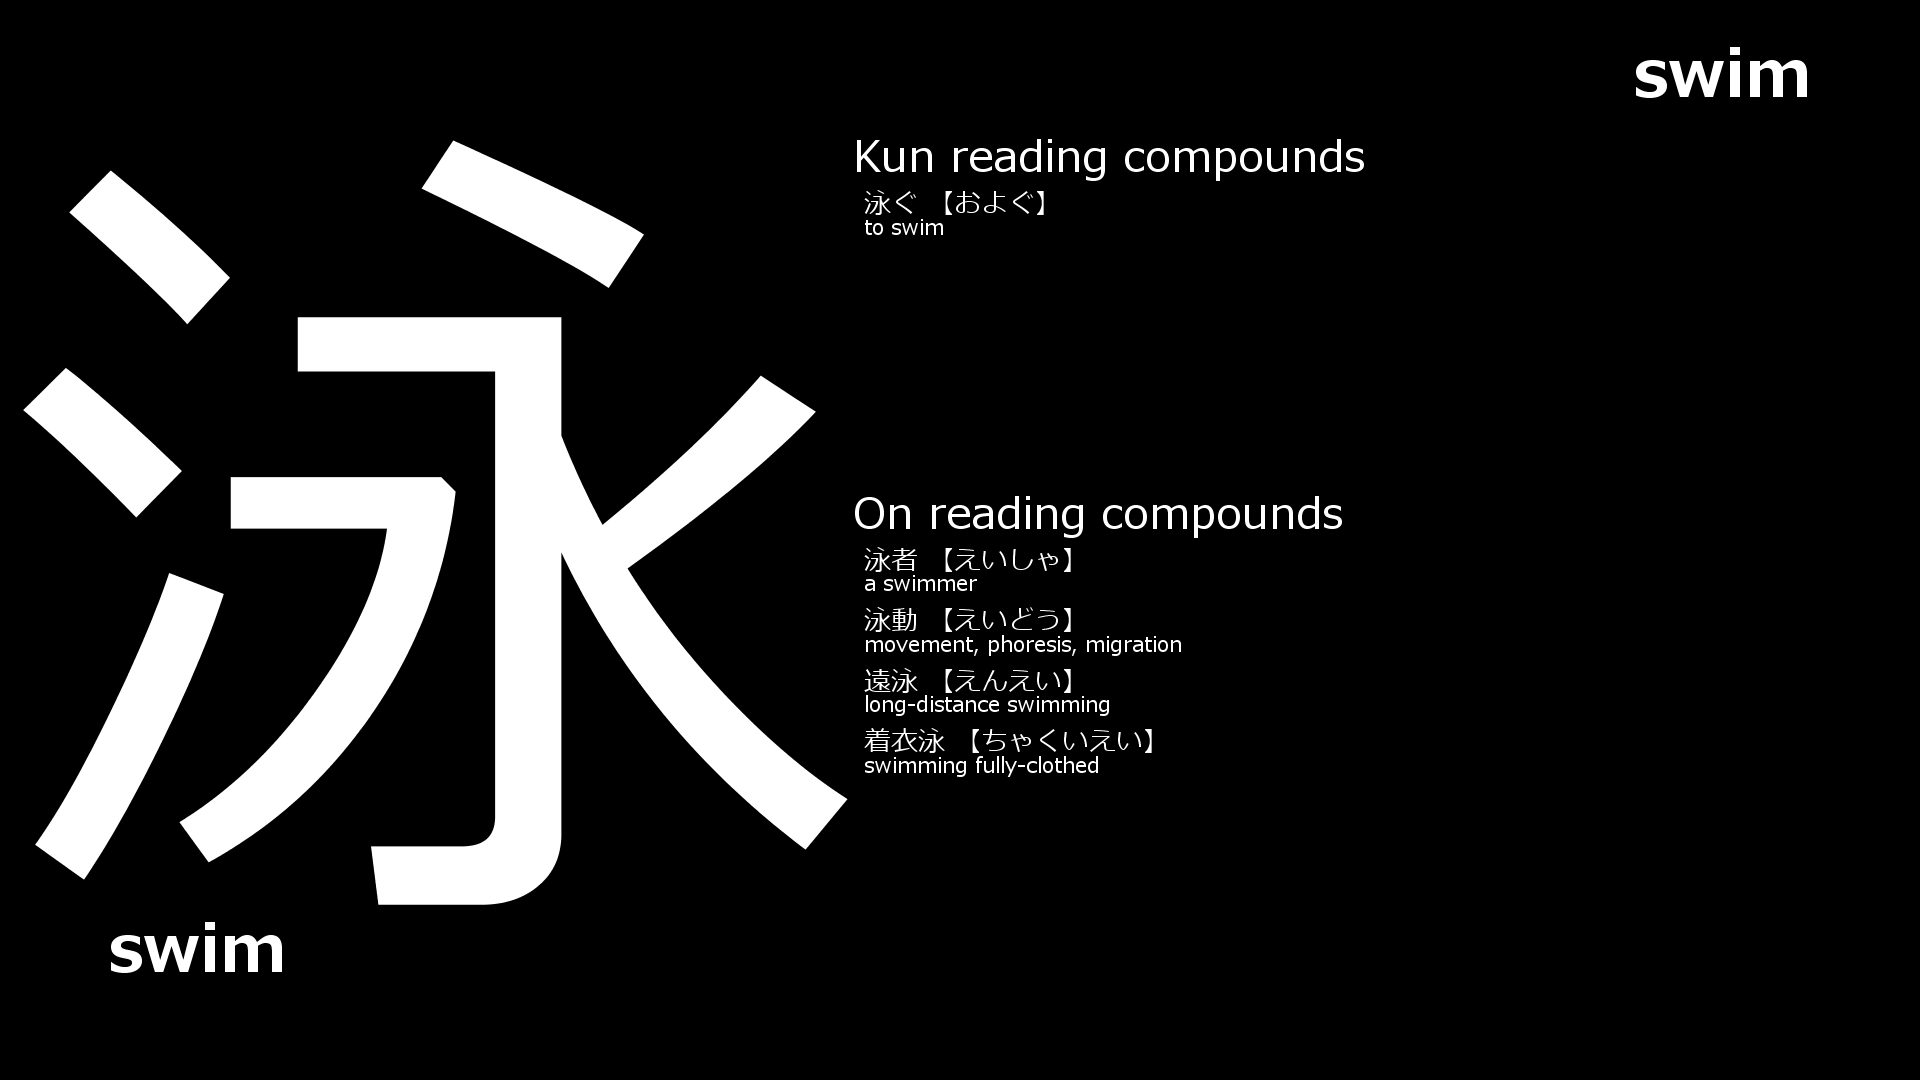 swim
泳
Kun reading compounds
泳ぐ 【およぐ】
to swim
On reading compounds
泳者 【えいしゃ】
a swimmer
泳動 【えいどう】
movement, phoresis, migration
遠泳 【えんえい】
long-distance swimming
着衣泳 【ちゃくいえい】
swimming fully-clothed
swim